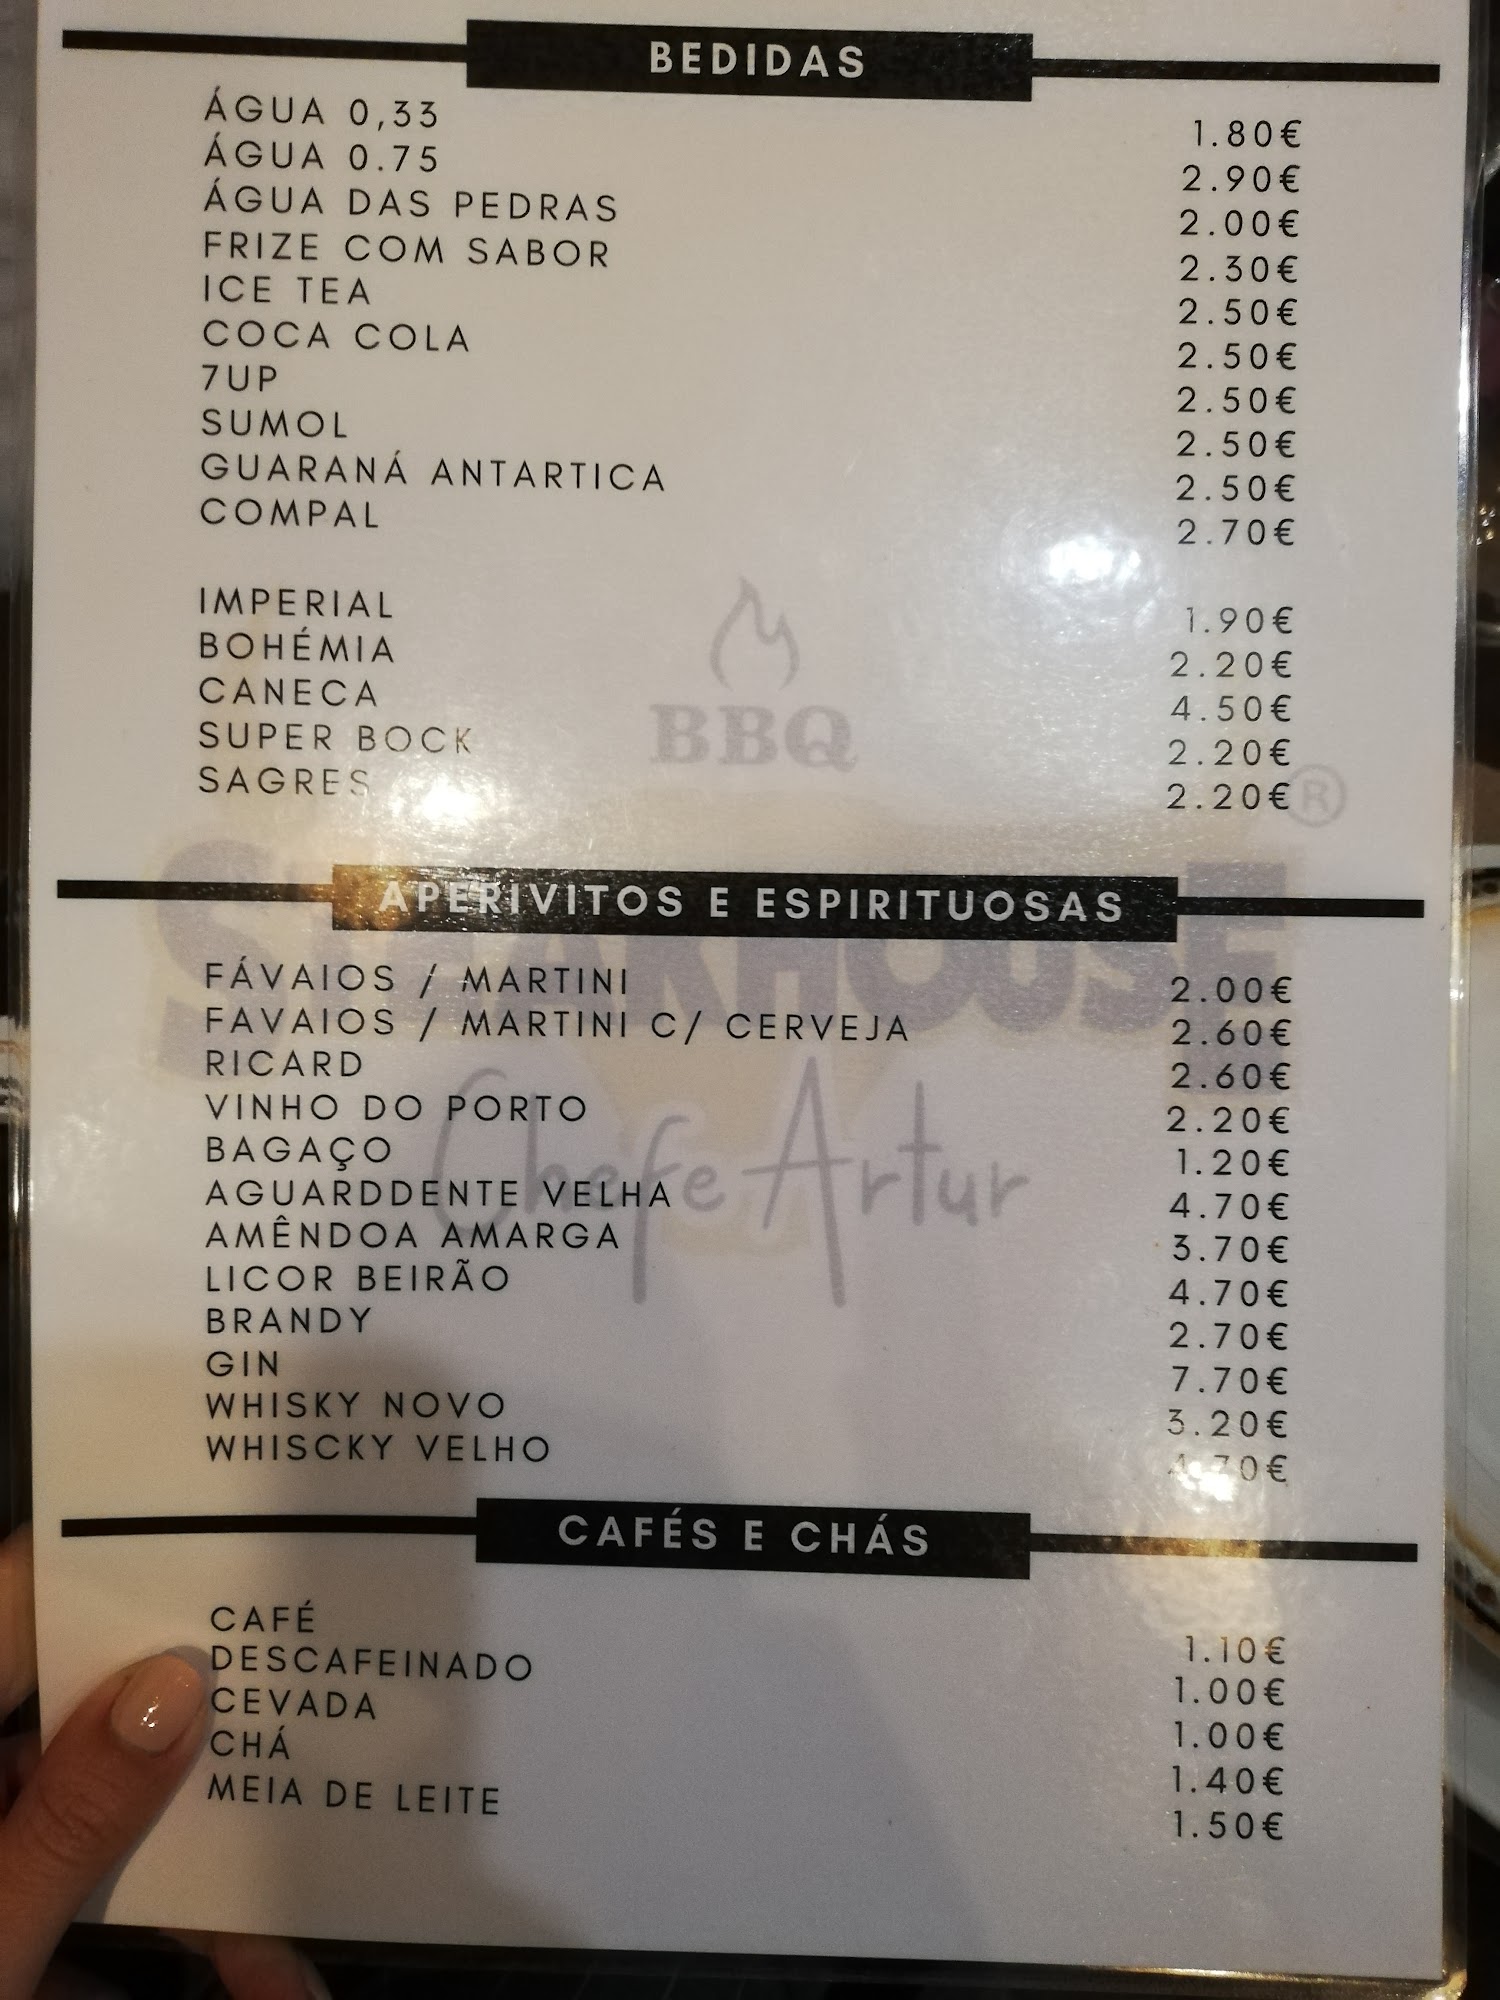 BEDIDAS
ÁGUA 0,33 1.80€
ÁGUA 0.75 2.90€
ÁGUA DAS PEDRAS 2.00€
FRIZE COM SABOR 2.30€
ICE TEA 2.50€
COCA COLA 2.50€
7UP 2.50€
SUMOL 2.50€
GUARANÁ ANTARTICA 2.50€
COMPAL 2.70€
IMPERIAL 1.90€
BOHÉMIA 2.20€
CANECA 4.50€
SUPER BOCK 2.20€
SAGRES 2.20€
BBQ
STEAKHOUSE ®
Chefe Artur
APERIVITOS E ESPIRITUOSAS
FÁVAIOS / MARTINI 2.00€
FAVAIOS / MARTINI C/ CERVEJA 2.60€
RICARD 2.60€
VINHO DO PORTO 2.20€
BAGAÇO 1.20€
AGUARDDENTE VELHA 4.70€
AMÊNDOA AMARGA 3.70€
LICOR BEIRÃO 4.70€
BRANDY 2.70€
GIN 7.70€
WHISKY NOVO 3.20€
WHISCKY VELHO 4.70€
CAFÉS E CHÁS
CAFÉ 1.10€
DESCAFEINADO 1.00€
CEVADA 1.00€
CHÁ 1.40€
MEIA DE LEITE 1.50€